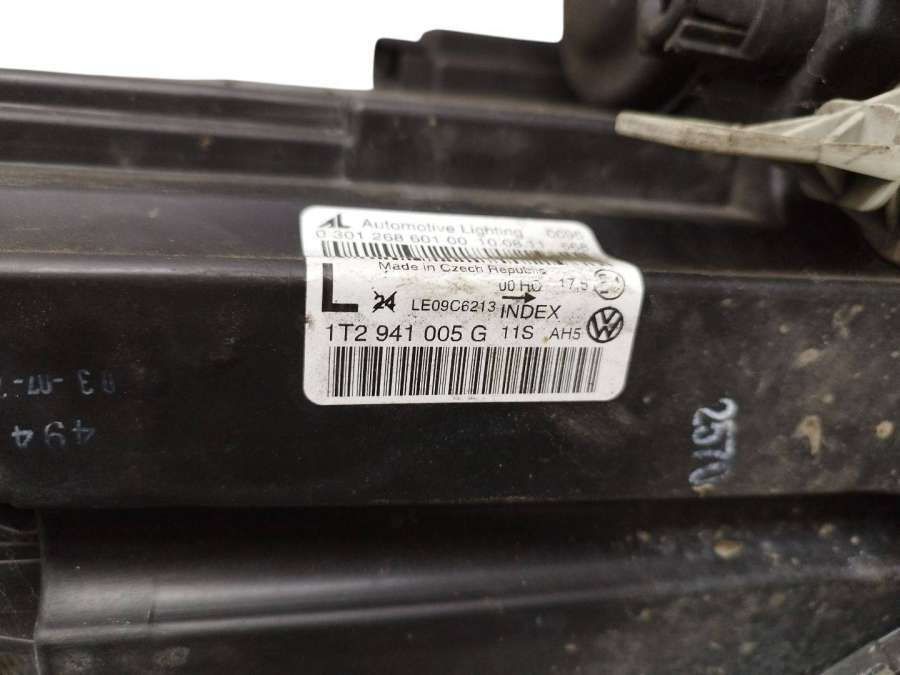 AL Automotive Lighting
0 301 268 601 00 10.08.11
Made in Czech Republic
L 24 LE09C6213 00 HC 17,5
INDEX
1T2 941 005 G 11S AH5 VW
494
2570